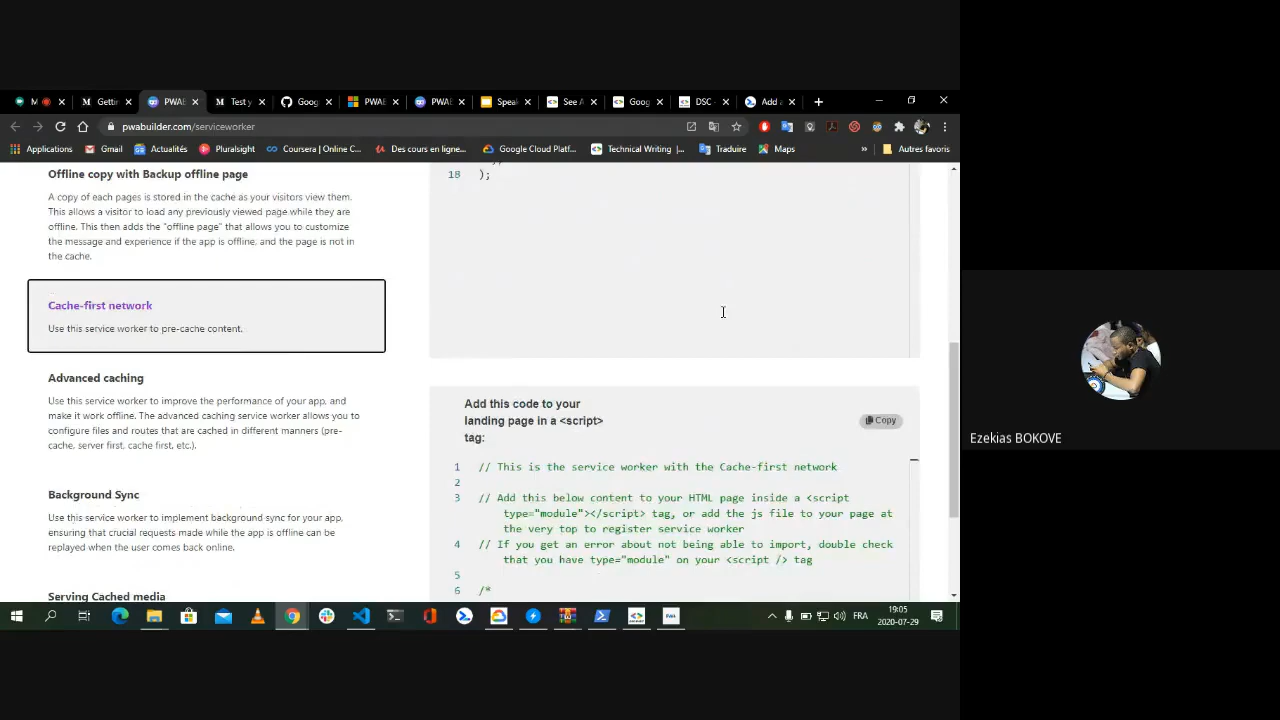 M
Gettin
PWAB
Test y
Goog
PWAB
PWAB
Speak
See A
Goog
DSC -
Add a
pwabuilder.com/serviceworker
Applications
Gmail
Actualités
Pluralsight
Coursera | Online C...
Des cours en ligne...
Google Cloud Platf...
Technical Writing |...
Traduire
Maps
»
Autres favoris
Offline copy with Backup offline page
A copy of each pages is stored in the cache as your visitors view them.
This allows a visitor to load any previously viewed page while they are
offline. This then adds the "offline page" that allows you to customize
the message and experience if the app is offline, and the page is not in
the cache.
Cache-first network
Use this service worker to pre-cache content.
Advanced caching
Use this service worker to improve the performance of your app, and
make it work offline. The advanced caching service worker allows you to
configure files and routes that are cached in different manners (pre-
cache, server first, cache first, etc.).
Background Sync
Use this service worker to implement background sync for your app,
ensuring that crucial requests made while the app is offline can be
replayed when the user comes back online.
Serving Cached media
18 );
Add this code to your
landing page in a <script>
tag:
Copy
1 // This is the service worker with the Cache-first network
2
3 // Add this below content to your HTML page inside a <script
type="module"></script> tag, or add the js file to your page at
the very top to register service worker
4 // If you get an error about not being able to import, double check
that you have type="module" on your <script /> tag
5
6 /*
FRA
19:05
2020-07-29
Ezekias BOKOVE